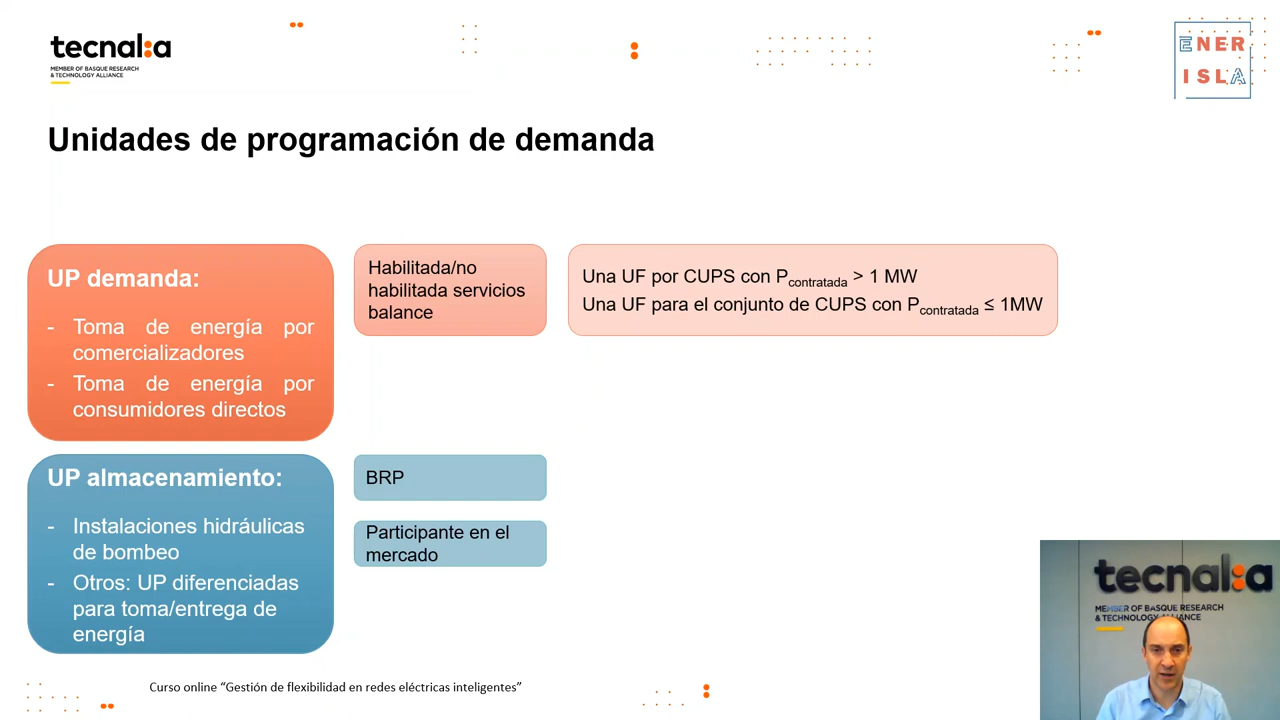 tecnal:a
MEMBER OF BASQUE RESEARCH
& TECHNOLOGY ALLIANCE
ENER
ISLA
Unidades de programación de demanda
UP demanda:
- Toma de energía por
comercializadores
- Toma de energía por
consumidores directos
Habilitada/no
habilitada servicios
balance
Una UF por CUPS con Pcontratada > 1 MW
Una UF para el conjunto de CUPS con Pcontratada ≤ 1MW
UP almacenamiento:
- Instalaciones hidráulicas
de bombeo
- Otros: UP diferenciadas
para toma/entrega de
energía
BRP
Participante en el
mercado
tecnal:a
MEMBER OF BASQUE RESEARCH
& TECHNOLOGY ALLIANCE
Curso online “Gestión de flexibilidad en redes eléctricas inteligentes”